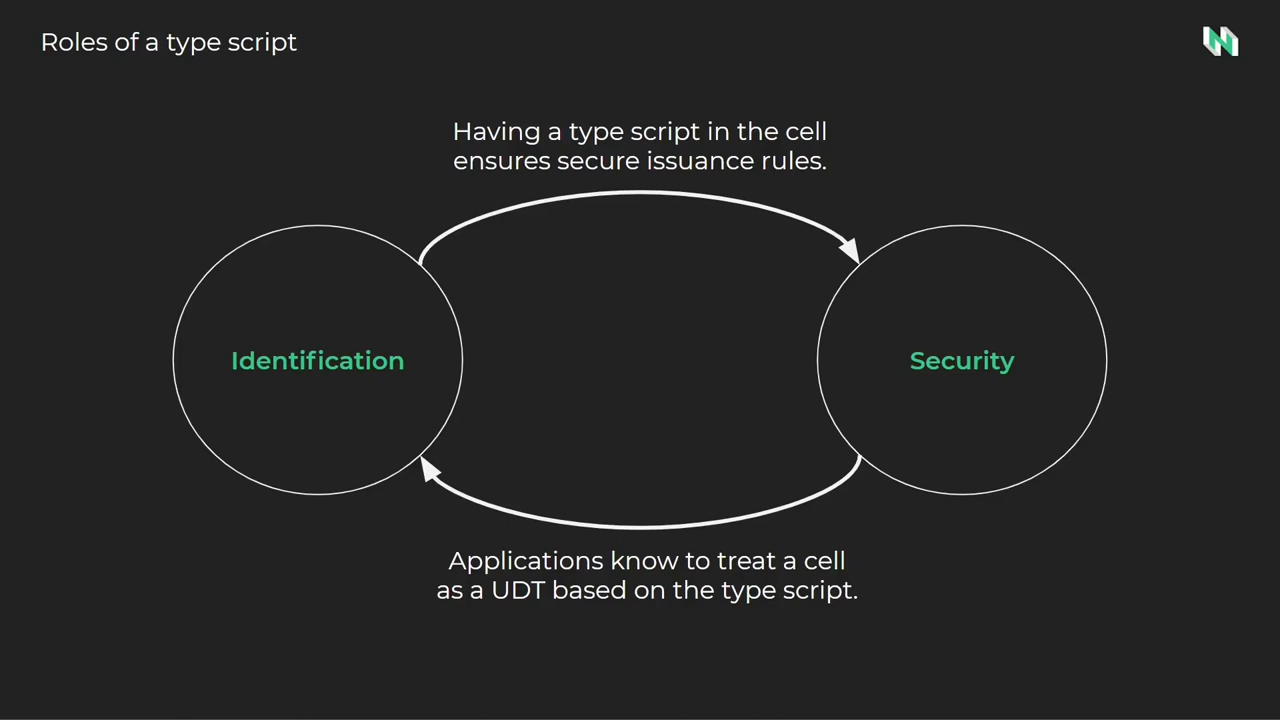 Roles of a type script
Having a type script in the cell
ensures secure issuance rules.
Identification
Security
Applications know to treat a cell
as a UDT based on the type script.